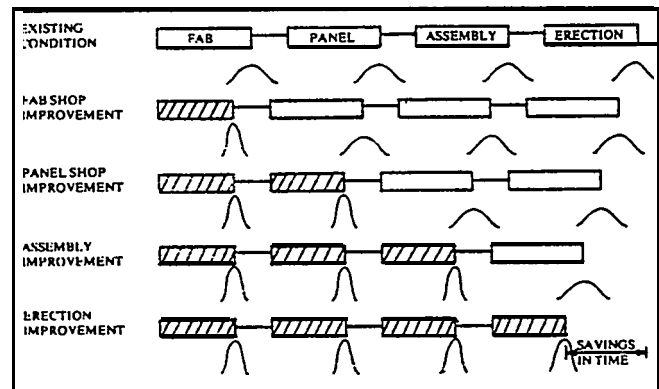 EXISTING
CONDITION
FAB
PANEL
ASSEMBLY
ERECTION
FAB SHOP
IMPROVEMENT
PANEL SHOP
IMPROVEMENT
ASSEMBLY
IMPROVEMENT
ERECTION
IMPROVEMENT
SAVINGS
IN TIME